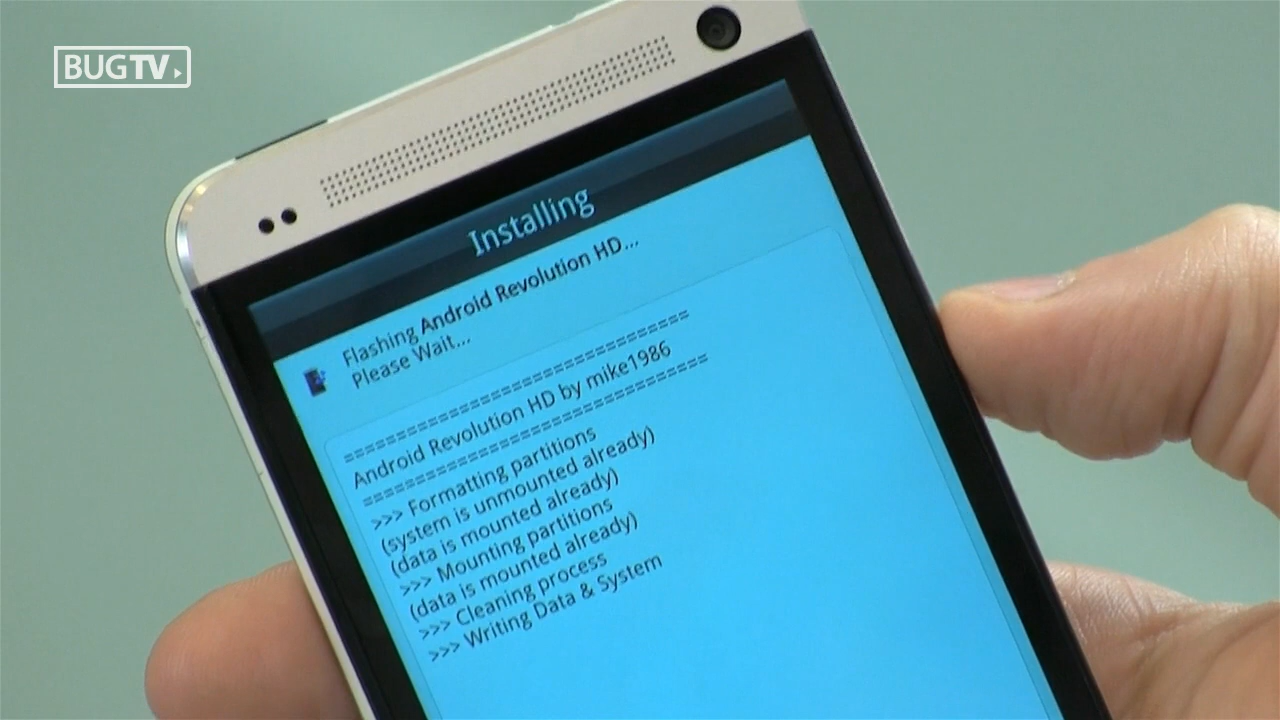 BUGTV
Installing
Flashing Android Revolution HD...
Please Wait...
========================================
Android Revolution HD by mike1986
========================================
>>> Formatting partitions
(system is unmounted already)
(data is mounted already)
>>> Mounting partitions
(data is mounted already)
>>> Cleaning process
>>> Writing Data & System